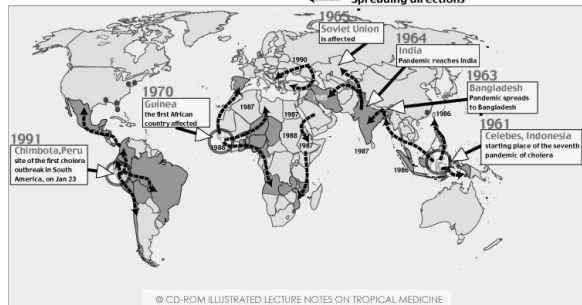 Spreading directions
1965
Soviet Union
is affected
1964
India
Pandemic reaches India
1963
Bangladesh
Pandemic spreads
to Bangladesh
1961
Celebes, Indonesia
starting place of the seventh
pandemic of cholera
1970
Guinea
the first African
country affected
1991
Chimbota,Peru
site of the first cholera
outbreak in South
America, on Jan 23
1990
1987
1987
1988
1987
1986
1987
1986
1986
@ CD-ROM ILLUSTRATED LECTURE NOTES ON TROPICAL MEDICINE